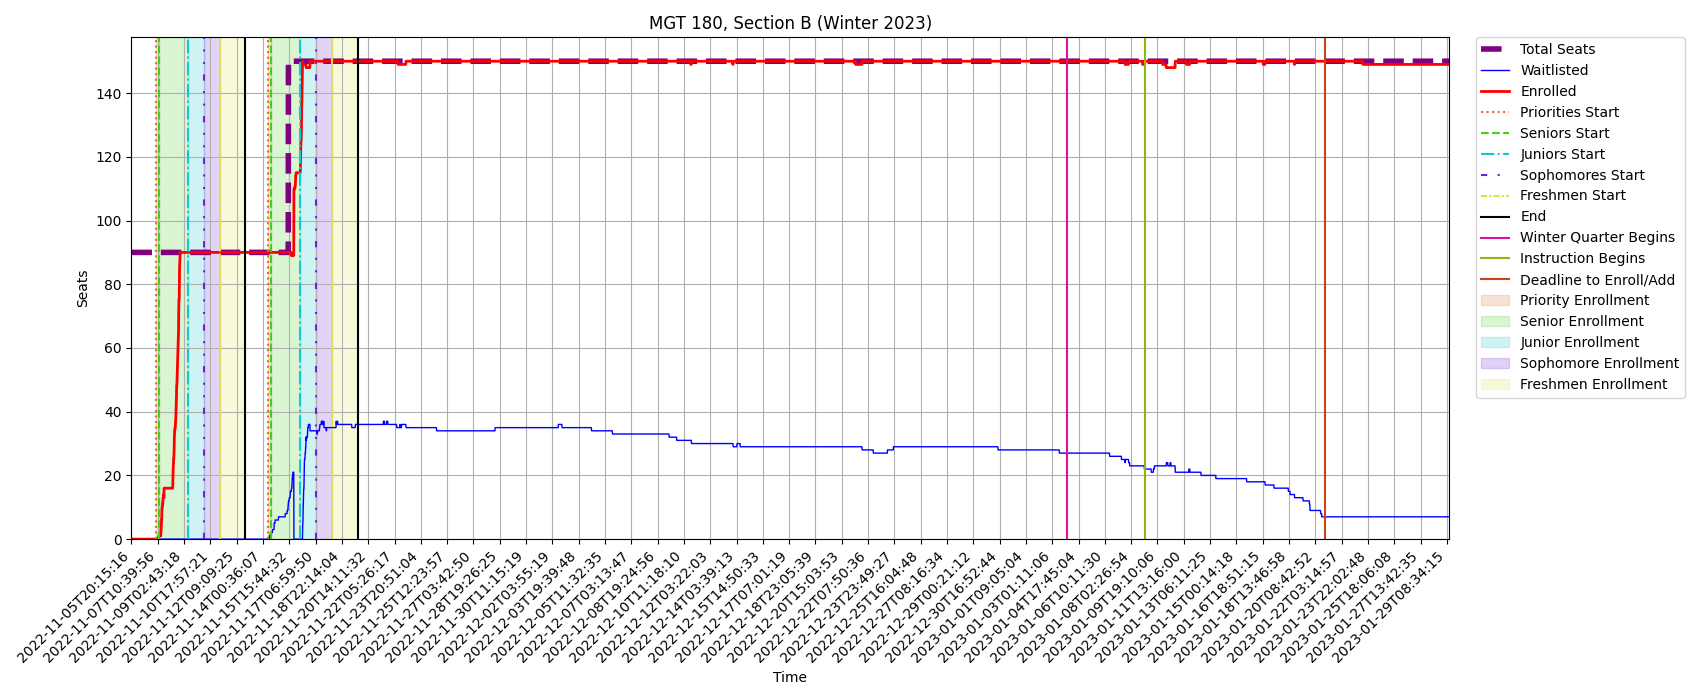 MGT 180, Section B (Winter 2023)
Seats
140
120
100
80
60
40
20
0
2022-11-05T20:15:16
2022-11-07T10:39:56
2022-11-09T02:43:18
2022-11-10T17:57:21
2022-11-12T09:09:25
2022-11-14T00:36:07
2022-11-15T15:44:32
2022-11-17T06:59:50
2022-11-18T22:14:04
2022-11-20T14:11:32
2022-11-22T05:26:17
2022-11-23T20:51:04
2022-11-25T12:23:57
2022-11-27T03:42:50
2022-11-28T19:26:25
2022-11-30T11:15:19
2022-12-02T03:55:19
2022-12-03T19:39:48
2022-12-05T11:32:35
2022-12-07T03:13:47
2022-12-08T19:24:56
2022-12-10T11:18:10
2022-12-12T03:22:03
2022-12-14T03:39:13
2022-12-15T14:50:33
2022-12-17T07:01:19
2022-12-18T23:05:39
2022-12-20T15:03:53
2022-12-22T07:50:36
2022-12-23T23:49:27
2022-12-25T16:04:48
2022-12-27T08:16:34
2022-12-29T00:21:12
2022-12-30T16:52:44
2023-01-01T09:05:04
2023-01-03T01:11:06
2023-01-04T17:45:04
2023-01-06T10:11:30
2023-01-08T02:26:54
2023-01-09T19:10:06
2023-01-11T13:16:00
2023-01-13T06:11:25
2023-01-15T00:14:18
2023-01-16T18:51:15
2023-01-18T13:46:58
2023-01-20T08:42:52
2023-01-22T03:14:57
2023-01-23T22:02:48
2023-01-25T18:06:08
2023-01-27T13:42:35
2023-01-29T08:34:15
Time
Total Seats
Waitlisted
Enrolled
Priorities Start
Seniors Start
Juniors Start
Sophomores Start
Freshmen Start
End
Winter Quarter Begins
Instruction Begins
Deadline to Enroll/Add
Priority Enrollment
Senior Enrollment
Junior Enrollment
Sophomore Enrollment
Freshmen Enrollment